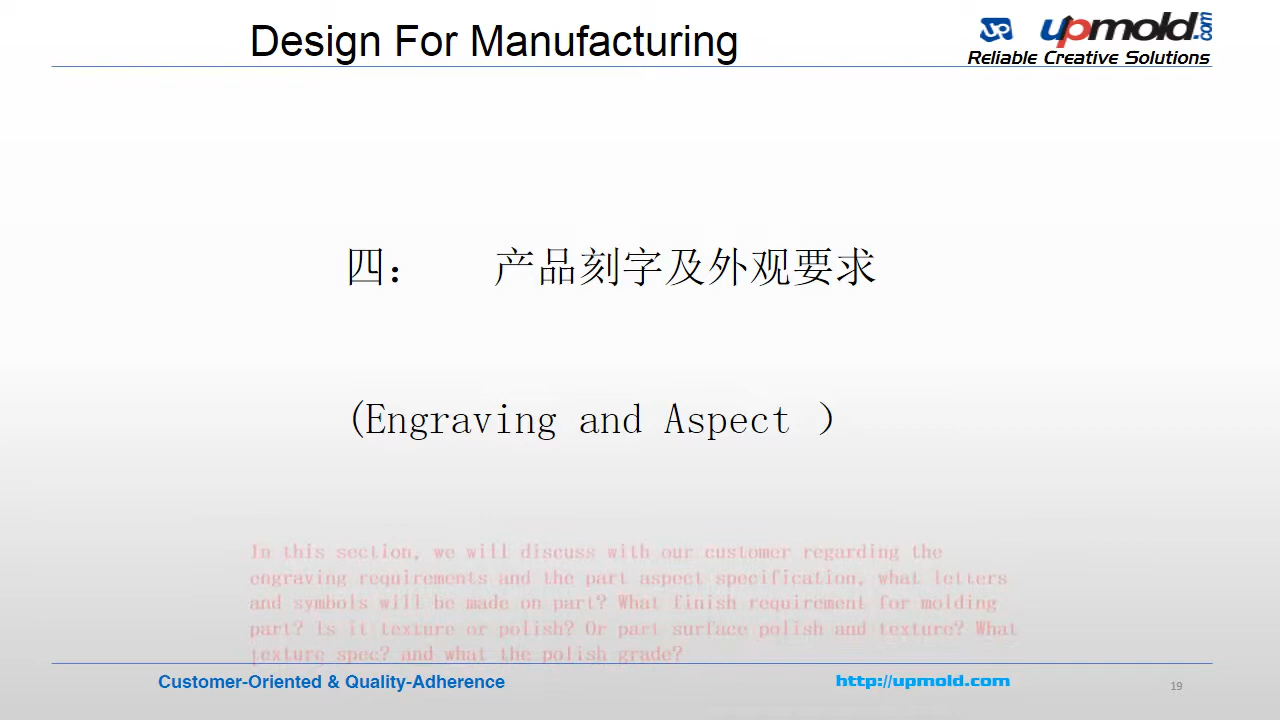 Design For Manufacturing
UP upmold.com
Reliable Creative Solutions
四： 产品刻字及外观要求
(Engraving and Aspect ）
In this section, we will discuss with our customer regarding the
engraving requirements and the part aspect specification, what letters
and symbols will be made on part? What finish requirement for molding
part? Is it texture or polish? Or part surface polish and texture? What
texture spec? and what the polish grade?
Customer-Oriented & Quality-Adherence
http://upmold.com
19